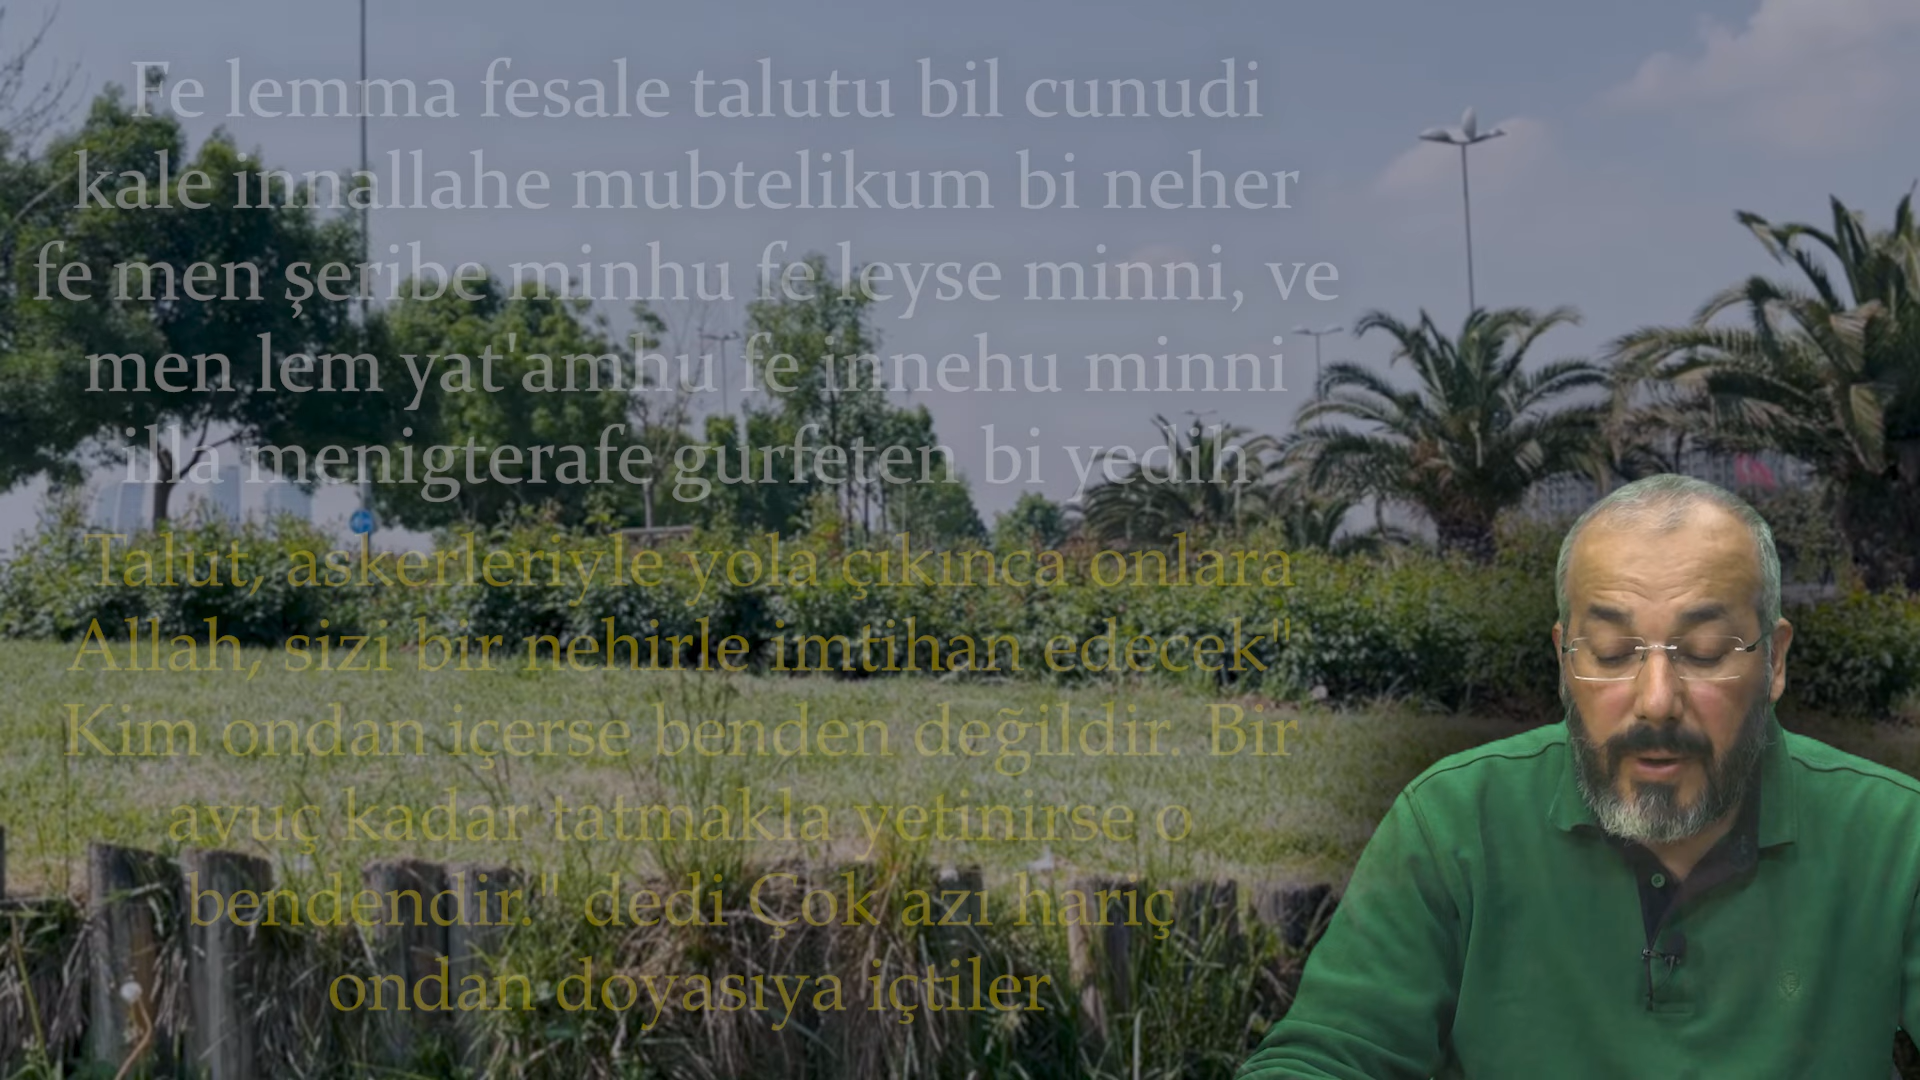 Fe lemma fesale talutu bil cunudi
kale innallahe mubtelikum bi neher
fe men şeribe minhu fe leyse minni, ve
men lem yat'amhu fe innehu minni
illa menigterafe gurfeten bi yedih
Talut, askerleriyle yola çıkınca onlara
Allah, sizi bir nehirle imtihan edecek"
Kim ondan içerse benden değildir. Bir
avuç kadar tatmakla yetinirse o
bendendir." dedi Çok azı hariç
ondan doyasıya içtiler